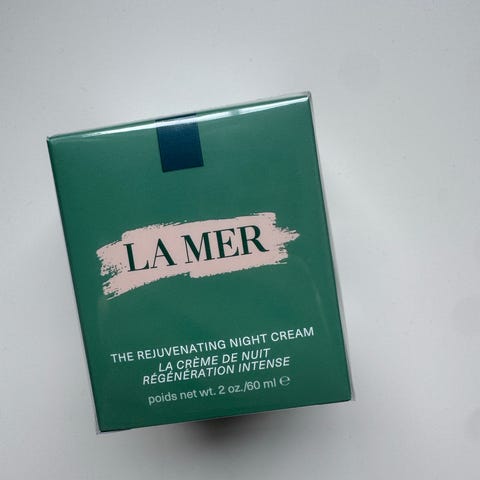 LA MER
THE REJUVENATING NIGHT CREAM
LA CRÈME DE NUIT
RÉGÉNÉRATION INTENSE
poids net wt. 2 oz./60 ml ℮